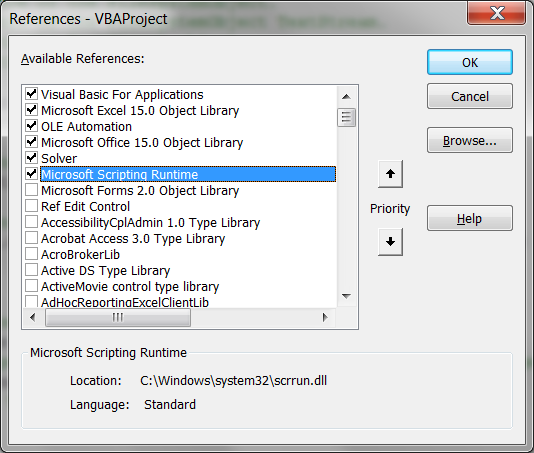 References - VBAProject
Available References:
OK
Visual Basic For Applications
Microsoft Excel 15.0 Object Library
Cancel
OLE Automation
Microsoft Office 15.0 Object Library
Browse...
Solver
Microsoft Scripting Runtime
Microsoft Forms 2.0 Object Library
Ref Edit Control
Priority
AccessibilityCplAdmin 1.0 Type Library
Help
Acrobat Access 3.0 Type Library
AcroBrokerLib
Active DS Type Library
ActiveMovie control type library
AdHocReportingExcelClientLib
Microsoft Scripting Runtime
Location: C:\Windows\system32\scrrun.dll
Language: Standard